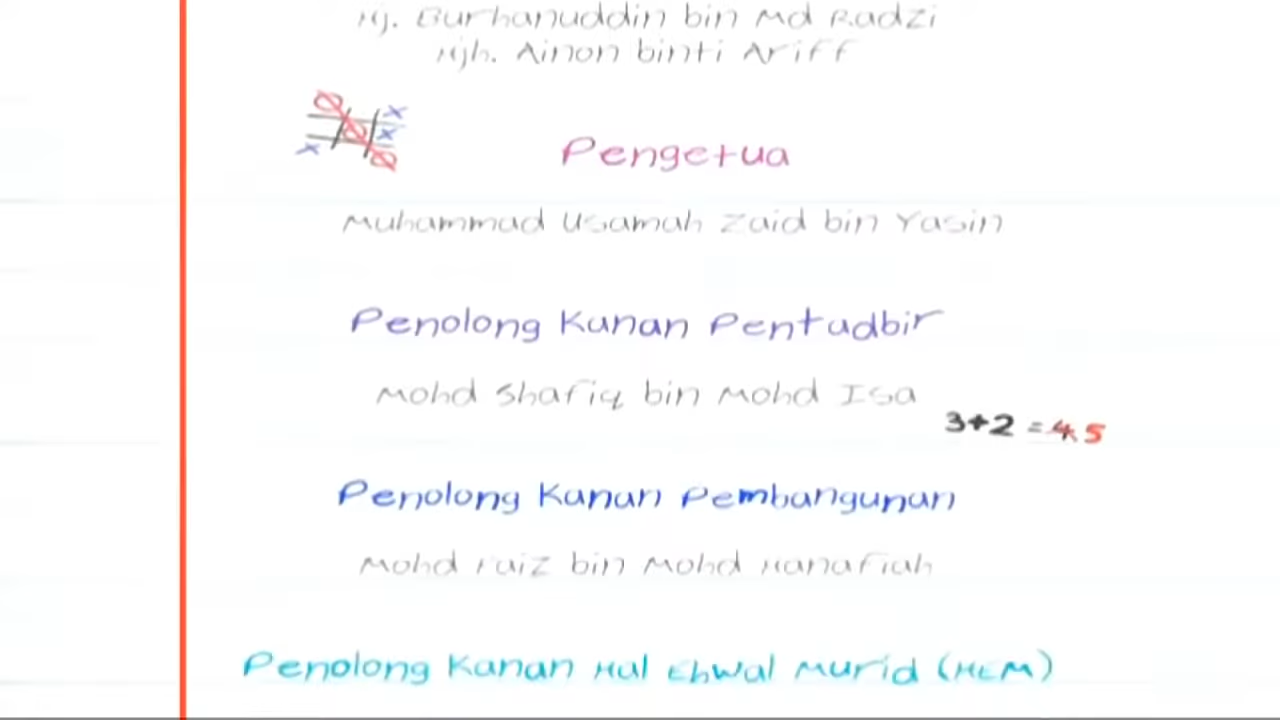 Hj. Burhanuddin bin Md Radzi
Hjh. Ainon binti Ariff
Pengetua
Muhammad Usamah Zaid bin Yasin
Penolong Kanan Pentadbir
Mohd Shafiq bin Mohd Isa
3+2 = 4 5
Penolong Kanan Pembangunan
Mohd Faiz bin Mohd Hanafiah
Penolong Kanan Hal Ehwal Murid (HEM)